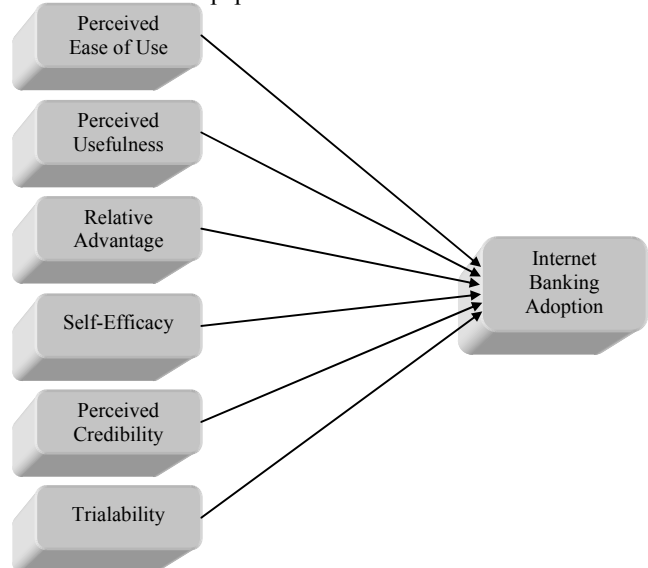 Perceived
Ease of Use
Perceived
Usefulness
Relative
Advantage
Self-Efficacy
Perceived
Credibility
Trialability
Internet
Banking
Adoption